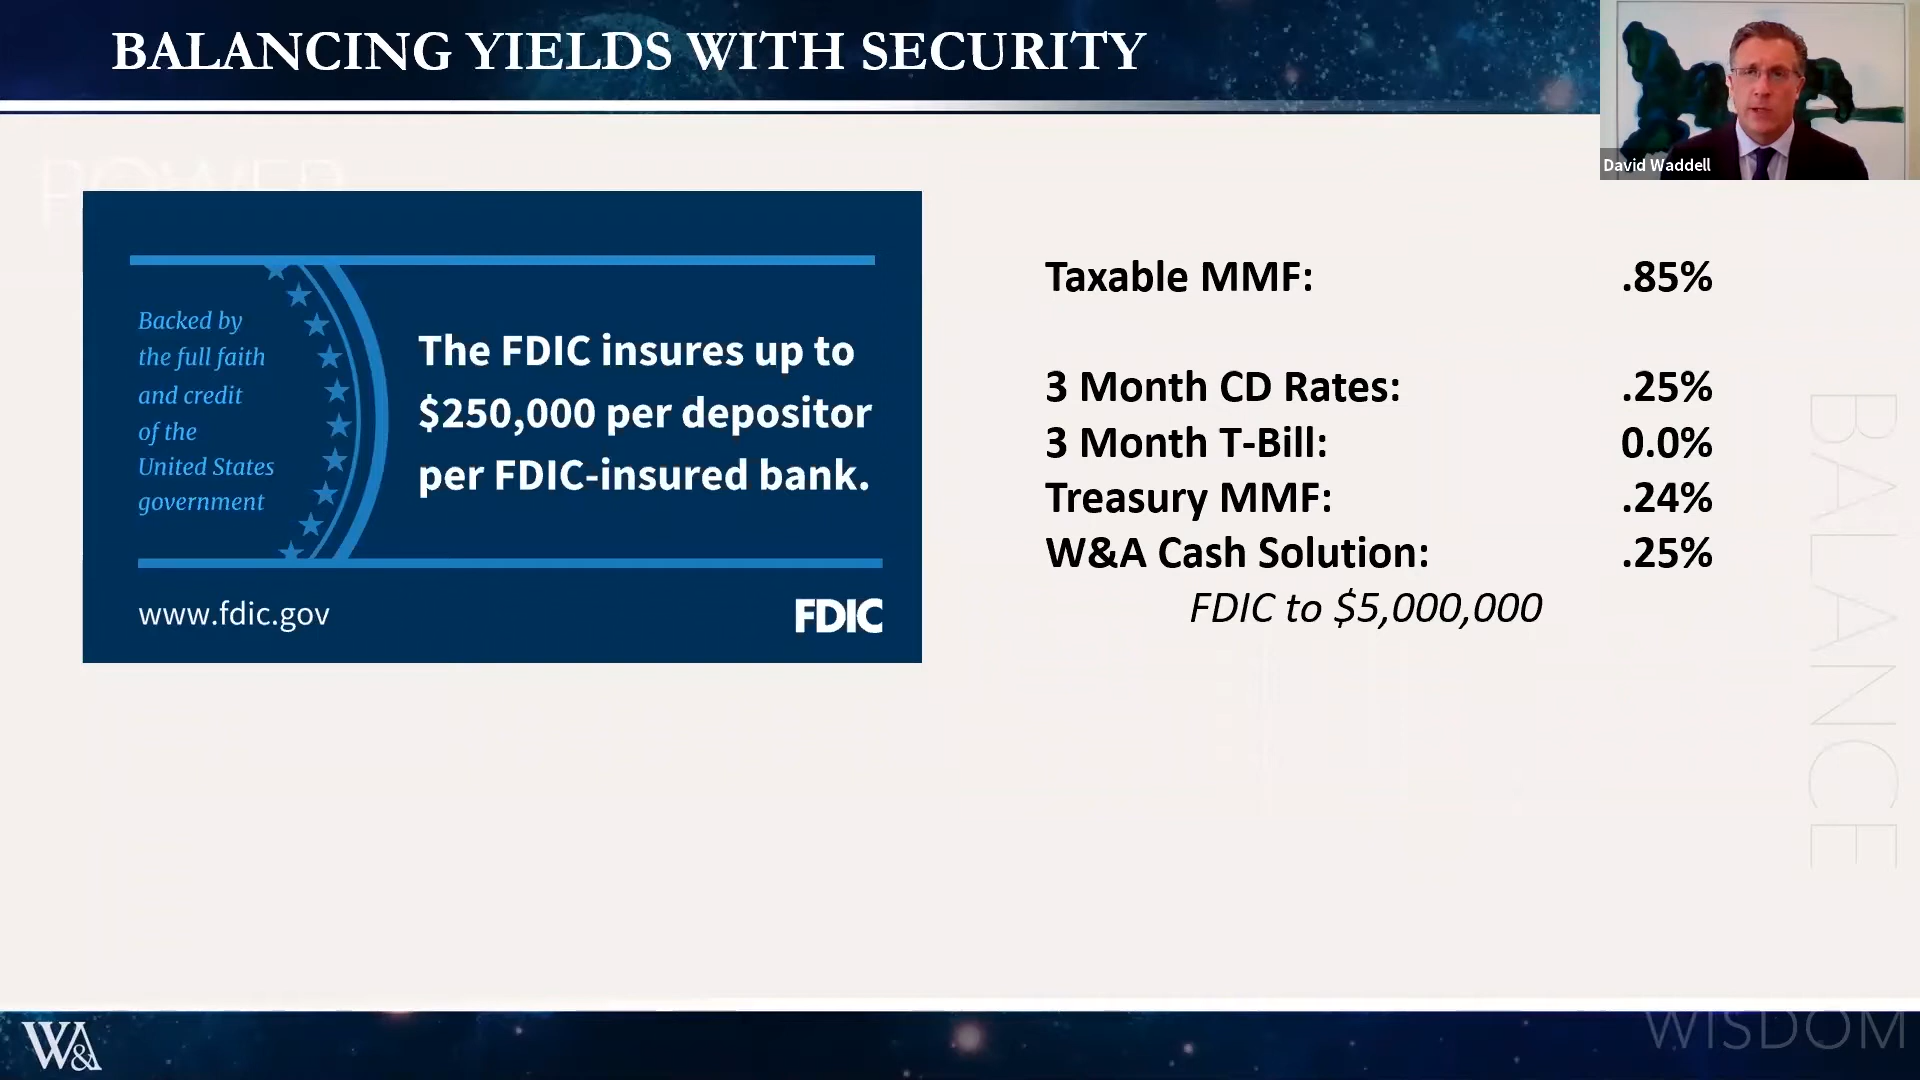 BALANCING YIELDS WITH SECURITY
David Waddell
POWER
Backed by
the full faith
and credit
of the
United States
government
The FDIC insures up to
$250,000 per depositor
per FDIC-insured bank.
www.fdic.gov
FDIC
Taxable MMF: .85%
3 Month CD Rates: .25%
3 Month T-Bill: 0.0%
Treasury MMF: .24%
W&A Cash Solution: .25%
FDIC to $5,000,000
BALANCE
W&A
WISDOM